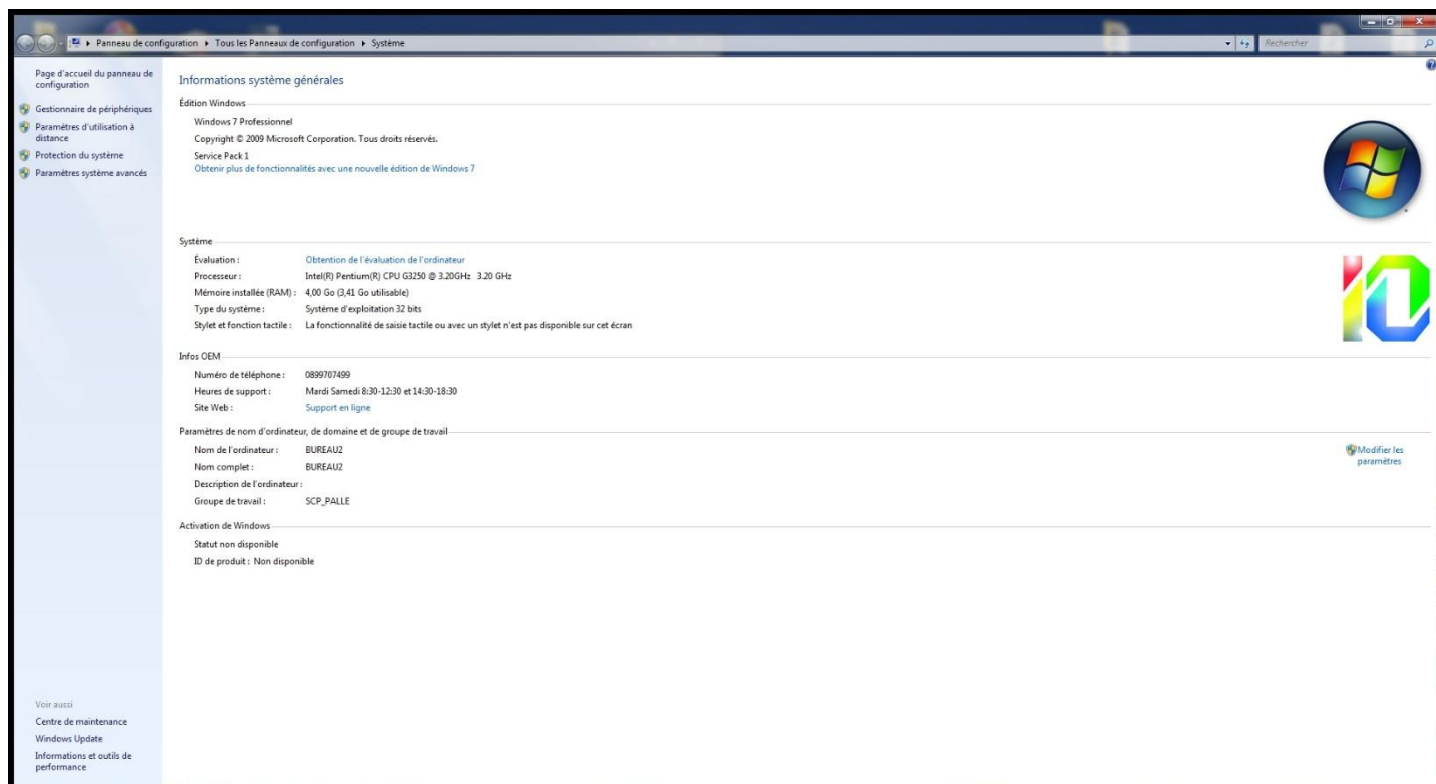 Panneau de configuration ▸ Tous les Panneaux de configuration ▸ Système
Rechercher
Page d'accueil du panneau de
configuration
Gestionnaire de périphériques
Paramètres d'utilisation à
distance
Protection du système
Paramètres système avancés
Informations système générales
Édition Windows
Windows 7 Professionnel
Copyright © 2009 Microsoft Corporation. Tous droits réservés.
Service Pack 1
Obtenir plus de fonctionnalités avec une nouvelle édition de Windows 7
Système
Évaluation : Obtention de l'évaluation de l'ordinateur
Processeur : Intel(R) Pentium(R) CPU G3250 @ 3.20GHz 3.20 GHz
Mémoire installée (RAM) : 4,00 Go (3,41 Go utilisable)
Type du système : Système d'exploitation 32 bits
Stylet et fonction tactile : La fonctionnalité de saisie tactile ou avec un stylet n'est pas disponible sur cet écran
Infos OEM
Numéro de téléphone : 0899707499
Heures de support : Mardi Samedi 8:30-12:30 et 14:30-18:30
Site Web : Support en ligne
Paramètres de nom d'ordinateur, de domaine et de groupe de travail
Nom de l'ordinateur : BUREAU2
Modifier les
paramètres
Nom complet : BUREAU2
Description de l'ordinateur :
Groupe de travail : SCP_PALLE
Activation de Windows
Statut non disponible
ID de produit : Non disponible
Voir aussi
Centre de maintenance
Windows Update
Informations et outils de
performance